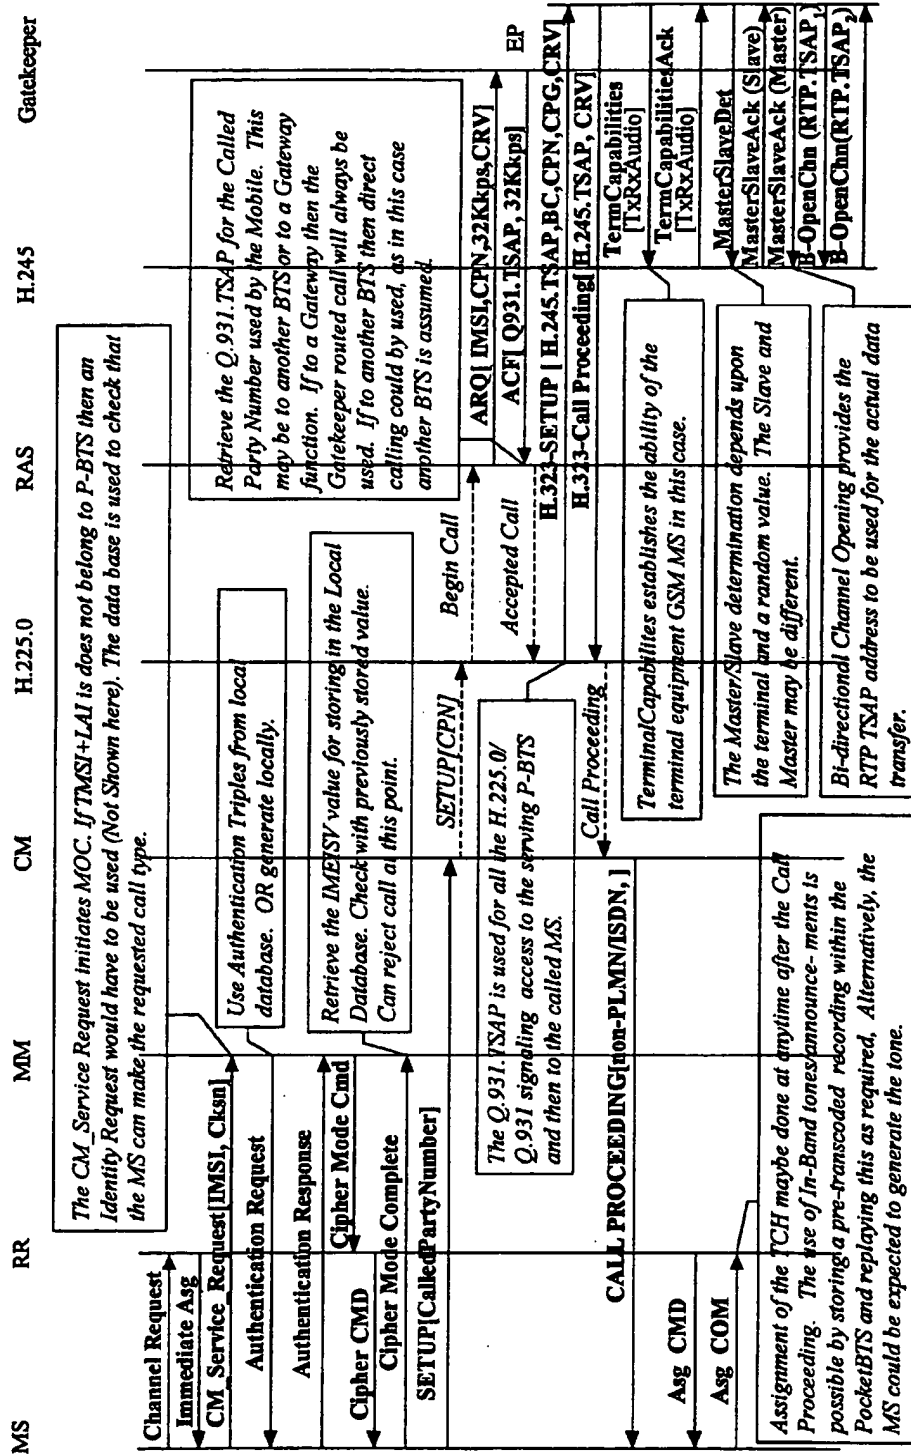 MS RR MM CM H.225.0 RAS H.245 Gatekeeper
The CM_Service Request initiates MOC. If TMSI+LAI is does not belong to P-BTS then an
Identity Request would have to be used (Not Shown here). The data base is used to check that
the MS can make the requested call type.
Channel Request
Immediate Asg
CM_Service_Request[IMSI, Cksn]
Authentication Request
Use Authentication Triples from local
database. OR generate locally.
Authentication Response
Cipher Mode Cmd
Cipher CMD
Cipher Mode Complete
Retrieve the IMEISV value for storing in the Local
Database. Check with previously stored value.
Can reject call at this point.
Retrieve the Q.931.TSAP for the Called
Party Number used by the Mobile. This
may be to another BTS or to a Gateway
function. If to a Gateway then the
Gatekeeper routed call will always be
used. If to another BTS then direct
calling could by used, as in this case
another BTS is assumed.
SETUP[CalledPartyNumber]
SETUP[CPN]
Begin Call
ARQ[ IMSI,CPN,32Kkps,CRV]
ACF[ Q931.TSAP, 32Kkps]
Accepted Call
EP
H.323-SETUP [ H.245.TSAP,BC,CPN,CPG,CRV]
H.323-Call Proceeding[ H.245.TSAP, CRV]
The Q.931.TSAP is used for all the H.225.0/
Q.931 signaling access to the serving P-BTS
and then to the called MS.
Call Proceeding
CALL PROCEEDING[non-PLMN/ISDN, ]
TermCapabilities
[TxRxAudio]
TermCapabilitiesAck
[TxRxAudio]
TerminalCapabilites establishes the ability of the
terminal equipment GSM MS in this case.
Asg CMD
Asg COM
MasterSlaveDet
MasterSlaveAck (Slave)
MasterSlaveAck (Master)
The Master/Slave determination depends upon
the terminal and a random value. The Slave and
Master may be different.
B-OpenChn (RTP.TSAP,1)
B-OpenChn(RTP.TSAP,2)
Bi-directional Channel Opening provides the
RTP TSAP address to be used for the actual data
transfer.
Assignment of the TCH maybe done at anytime after the Call
Proceeding. The use of In-Band tones/announce- ments is
possible by storing a pre-transcoded recording within the
PocketBTS and replaying this as required, Alternatively, the
MS could be expected to generate the tone.